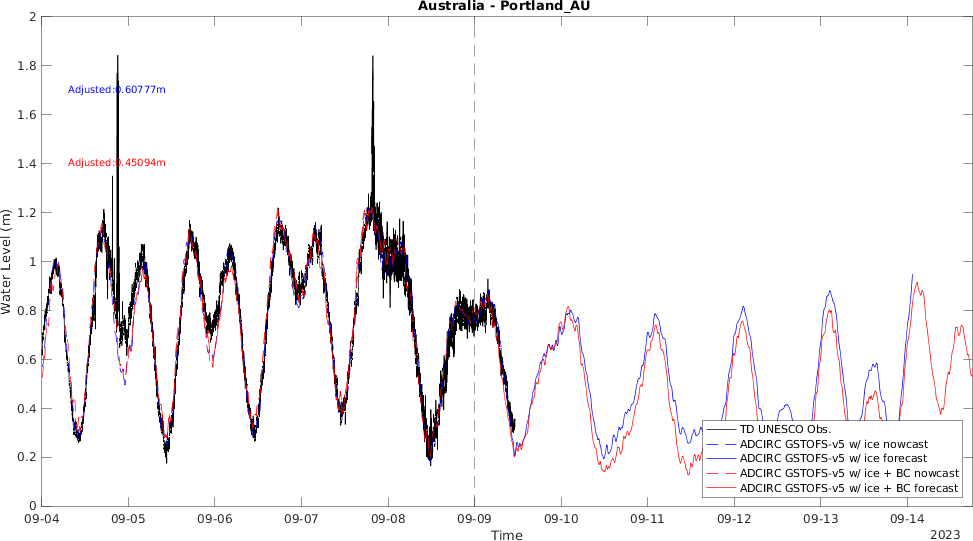 Australia - Portland_AU
2
1.8
1.6
1.4
1.2
1
0.8
0.6
0.4
0.2
0
Water Level (m)
Adjusted:0.60777m
Adjusted:0.45094m
TD UNESCO Obs.
ADCIRC GSTOFS-v5 w/ ice nowcast
ADCIRC GSTOFS-v5 w/ ice forecast
ADCIRC GSTOFS-v5 w/ ice + BC nowcast
ADCIRC GSTOFS-v5 w/ ice + BC forecast
09-04 09-05 09-06 09-07 09-08 09-09 09-10 09-11 09-12 09-13 09-14
Time
2023